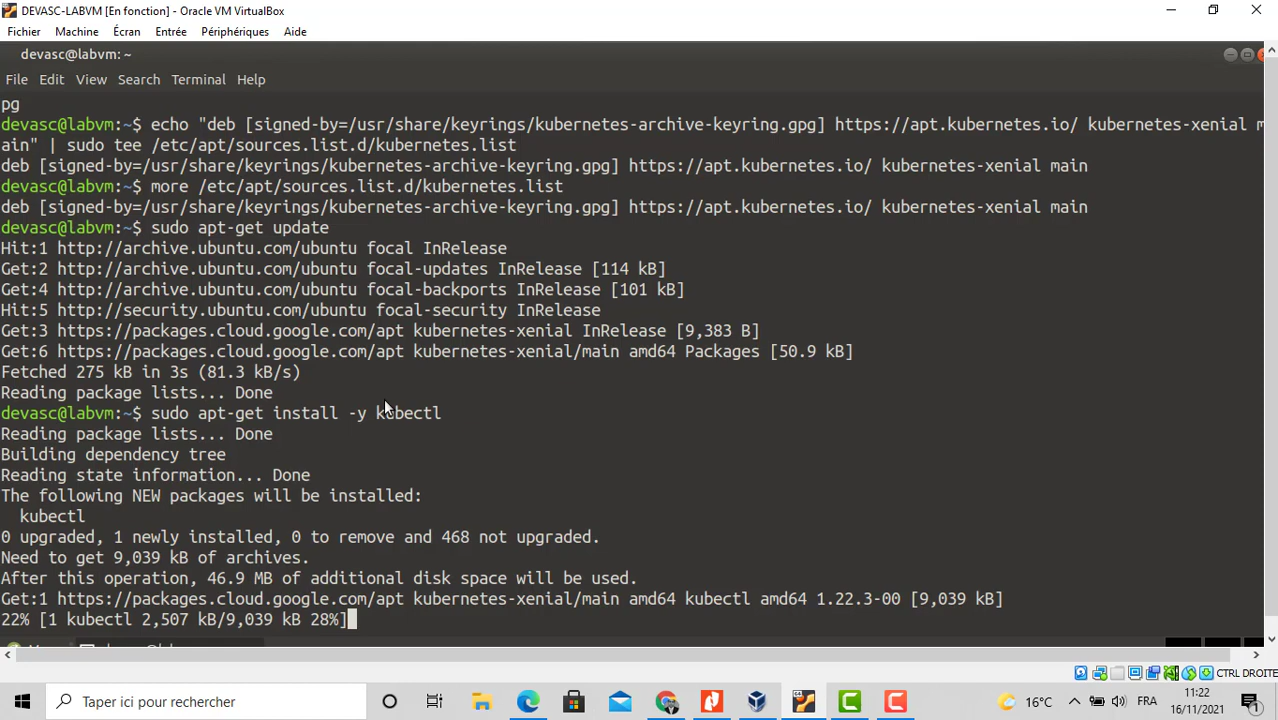 DEVASC-LABVM [En fonction] - Oracle VM VirtualBox
Fichier Machine Écran Entrée Périphériques Aide
devasc@labvm: ~
File Edit View Search Terminal Help
pg
devasc@labvm:~$ echo "deb [signed-by=/usr/share/keyrings/kubernetes-archive-keyring.gpg] https://apt.kubernetes.io/ kubernetes-xenial m
ain" | sudo tee /etc/apt/sources.list.d/kubernetes.list
deb [signed-by=/usr/share/keyrings/kubernetes-archive-keyring.gpg] https://apt.kubernetes.io/ kubernetes-xenial main
devasc@labvm:~$ more /etc/apt/sources.list.d/kubernetes.list
deb [signed-by=/usr/share/keyrings/kubernetes-archive-keyring.gpg] https://apt.kubernetes.io/ kubernetes-xenial main
devasc@labvm:~$ sudo apt-get update
Hit:1 http://archive.ubuntu.com/ubuntu focal InRelease
Get:2 http://archive.ubuntu.com/ubuntu focal-updates InRelease [114 kB]
Get:4 http://archive.ubuntu.com/ubuntu focal-backports InRelease [101 kB]
Hit:5 http://security.ubuntu.com/ubuntu focal-security InRelease
Get:3 https://packages.cloud.google.com/apt kubernetes-xenial InRelease [9,383 B]
Get:6 https://packages.cloud.google.com/apt kubernetes-xenial/main amd64 Packages [50.9 kB]
Fetched 275 kB in 3s (81.3 kB/s)
Reading package lists... Done
devasc@labvm:~$ sudo apt-get install -y kubectl
Reading package lists... Done
Building dependency tree
Reading state information... Done
The following NEW packages will be installed:
kubectl
0 upgraded, 1 newly installed, 0 to remove and 468 not upgraded.
Need to get 9,039 kB of archives.
After this operation, 46.9 MB of additional disk space will be used.
Get:1 https://packages.cloud.google.com/apt kubernetes-xenial/main amd64 kubectl amd64 1.22.3-00 [9,039 kB]
22% [1 kubectl 2,507 kB/9,039 kB 28%]
CTRL DROITE
Taper ici pour rechercher
16°C
FRA
11:22
16/11/2021